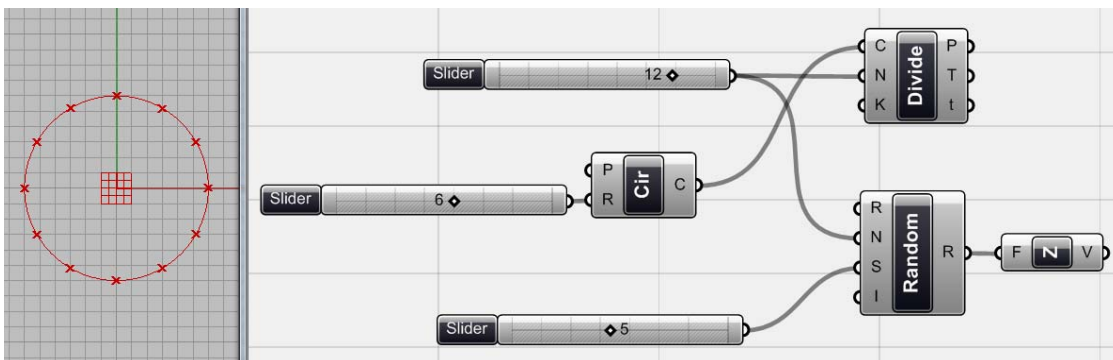 Slider 12
C Divide P
N T
K t
P Cir C
R
Slider 6
R Random R
N
S
I
F Z V
Slider 5